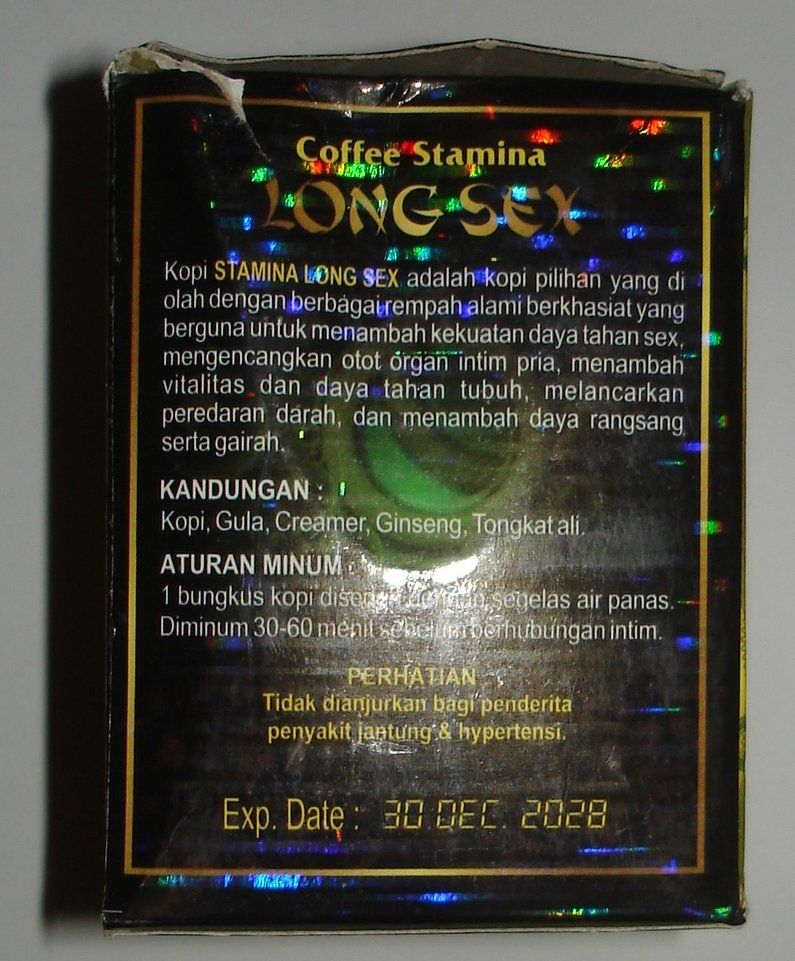 Coffee Stamina
LONG SEX
Kopi STAMINA LONG SEX adalah kopi pilihan yang di
olah dengan berbagai rempah alami berkhasiat yang
berguna untuk menambah kekuatan daya tahan sex,
mengencangkan otot organ intim pria, menambah
vitalitas dan daya tahan tubuh, melancarkan
peredaran darah, dan menambah daya rangsang
serta gairah.
KANDUNGAN :
Kopi, Gula, Creamer, Ginseng, Tongkat ali.
ATURAN MINUM :
1 bungkus kopi diseduh dengan segelas air panas.
Diminum 30-60 menit sebelum berhubungan intim.
PERHATIAN
Tidak dianjurkan bagi penderita
penyakit jantung & hypertensi.
Exp. Date : 30 DEC. 2028